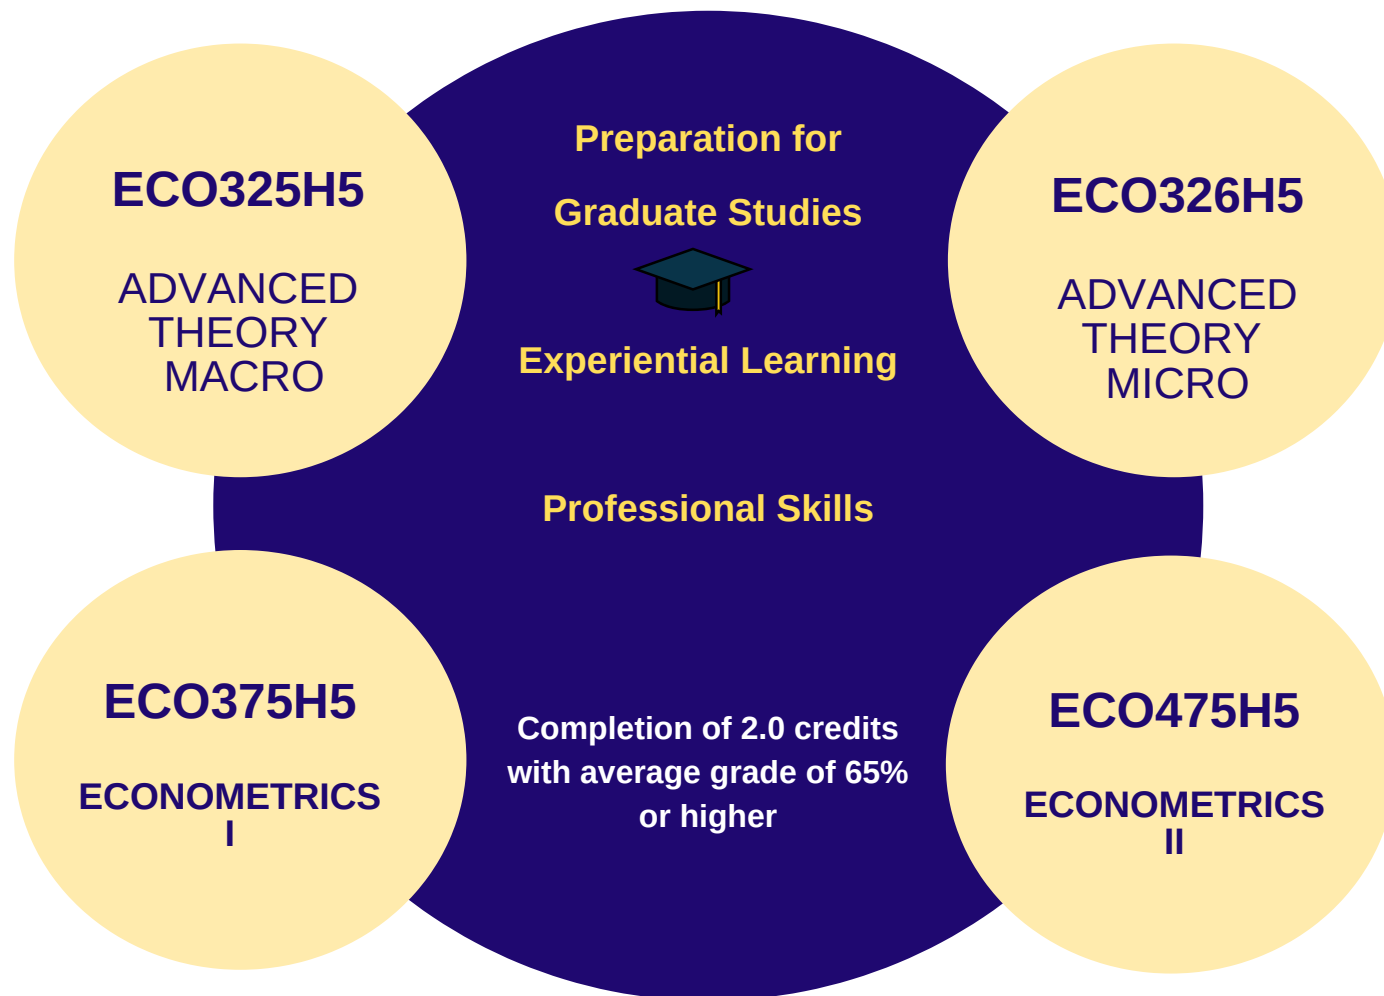 ECO325H5
ADVANCED
THEORY
MACRO
Preparation for
Graduate Studies
Experiential Learning
Professional Skills
ECO326H5
ADVANCED
THEORY
MICRO
ECO375H5
ECONOMETRICS
I
Completion of 2.0 credits
with average grade of 65%
or higher
ECO475H5
ECONOMETRICS
II